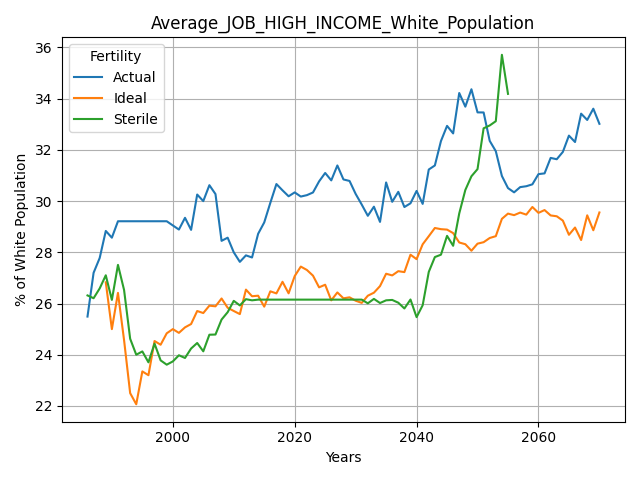 Average_JOB_HIGH_INCOME_White_Population
Fertility
Actual
Ideal
Sterile
% of White Population
36
34
32
30
28
26
24
22
2000 2020 2040 2060
Years